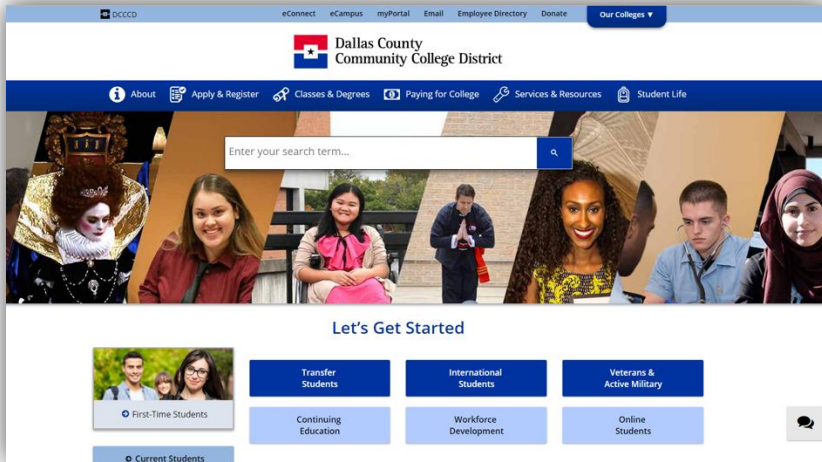 DCCCD
eConnect eCampus myPortal Email Employee Directory Donate Our Colleges ▼
Dallas County
Community College District
About Apply & Register Classes & Degrees Paying for College Services & Resources Student Life
Enter your search term...
Let's Get Started
First-Time Students
Current Students
Transfer
Students
International
Students
Veterans &
Active Military
Continuing
Education
Workforce
Development
Online
Students